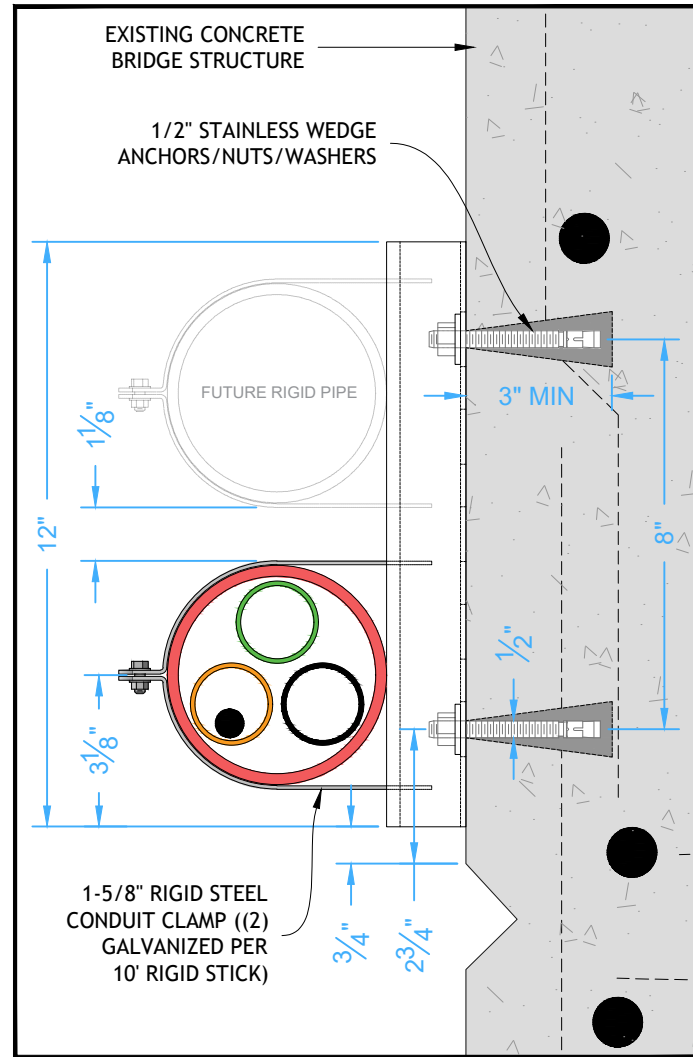 EXISTING CONCRETE
BRIDGE STRUCTURE
1/2" STAINLESS WEDGE
ANCHORS/NUTS/WASHERS
FUTURE RIGID PIPE
3" MIN
1 1/8"
12"
8"
1/2"
3 1/8"
3/4"
2 3/4"
1-5/8" RIGID STEEL
CONDUIT CLAMP ((2)
GALVANIZED PER
10' RIGID STICK)